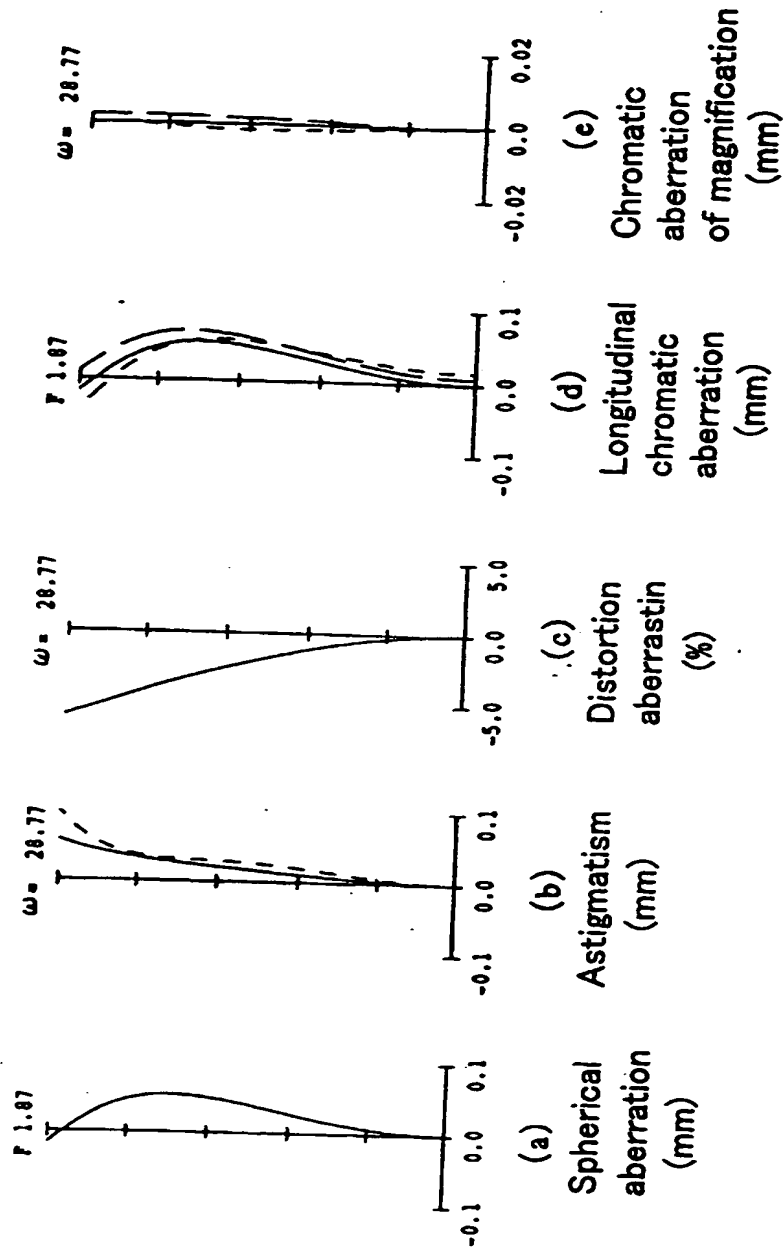 F 1.87
-0.1 0.0 0.1
(a)
Spherical
aberration
(mm)
ω= 28.77
-0.1 0.0 0.1
(b)
Astigmatism
(mm)
ω= 28.77
-5.0 0.0 5.0
(c)
Distortion
aberrastin
(%)
F 1.87
-0.1 0.0 0.1
(d)
Longitudinal
chromatic
aberration
(mm)
ω= 28.77
-0.02 0.0 0.02
(e)
Chromatic
aberration
of magnification
(mm)